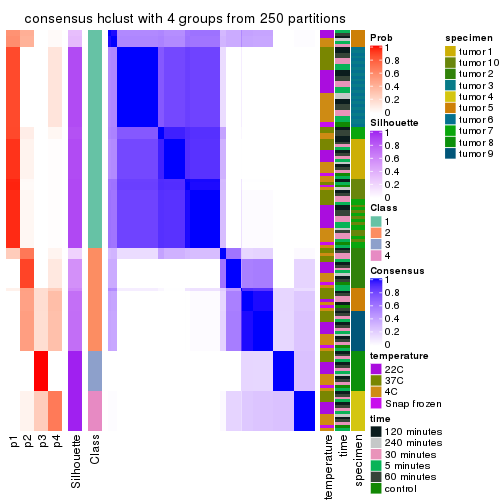 consensus hclust with 4 groups from 250 partitions
Prob
1
0.8
0.6
0.4
0.2
0
Silhouette
1
0.8
0.6
0.4
0.2
0
Class
1
2
3
4
Consensus
1
0.8
0.6
0.4
0.2
0
temperature
22C
37C
4C
Snap frozen
time
120 minutes
240 minutes
30 minutes
5 minutes
60 minutes
control
specimen
tumor 1
tumor 10
tumor 2
tumor 3
tumor 4
tumor 5
tumor 6
tumor 7
tumor 8
tumor 9
p1
p2
p3
p4
Silhouette
Class
temperature
time
specimen